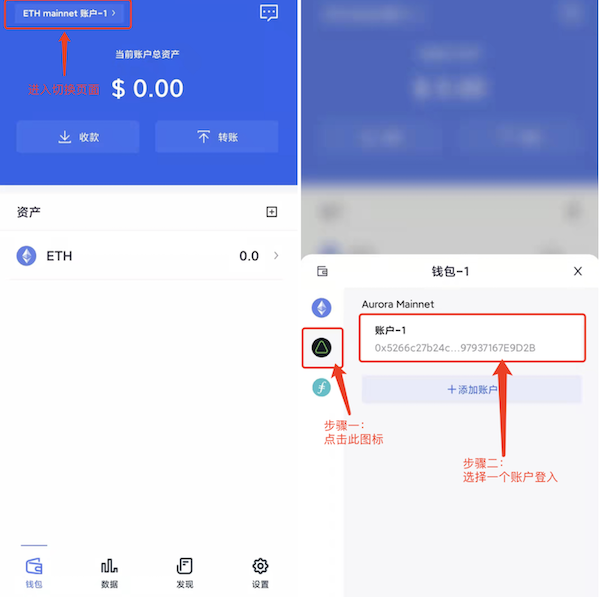 ETH mainnet 账户-1 >
当前账户总资产
进入切换页面
$ 0.00
收款
转账
资产
ETH
0.0
钱包
数据
发现
设置
钱包-1
Aurora Mainnet
账户-1
0x5266c27b24c...97937167E9D2B
+添加账户
步骤一：
点击此图标
步骤二：
选择一个账户登入